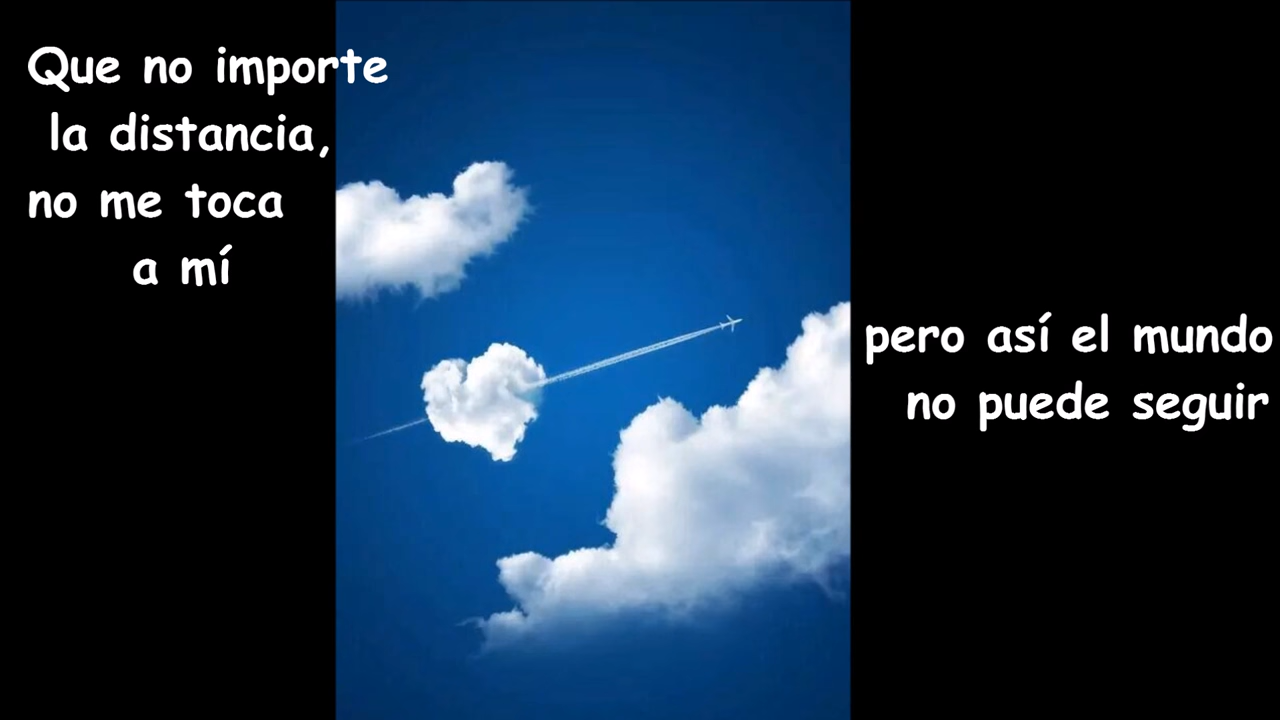 Que no importe
la distancia,
no me toca
a mí
pero así el mundo
no puede seguir